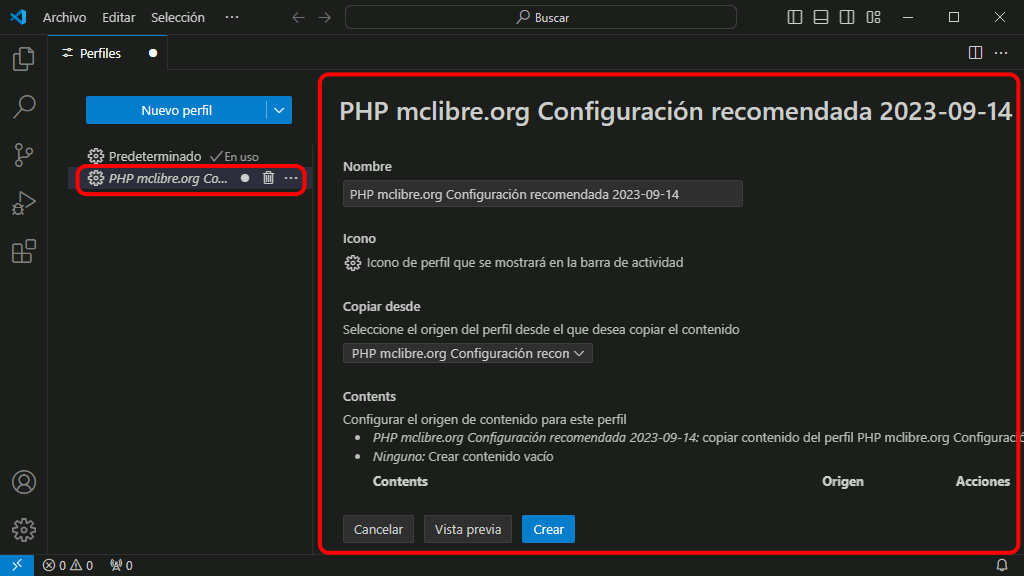 Archivo Editar Selección ··· Buscar
Perfiles
Nuevo perfil
Predeterminado En uso
PHP mclibre.org Co...
PHP mclibre.org Configuración recomendada 2023-09-14
Nombre
PHP mclibre.org Configuración recomendada 2023-09-14
Icono
Icono de perfil que se mostrará en la barra de actividad
Copiar desde
Seleccione el origen del perfil desde el que desea copiar el contenido
PHP mclibre.org Configuración recon
Contents
Configurar el origen de contenido para este perfil
• PHP mclibre.org Configuración recomendada 2023-09-14: copiar contenido del perfil PHP mclibre.org Configuració
• Ninguno: Crear contenido vacío
Contents Origen Acciones
Cancelar Vista previa Crear
0 0 0